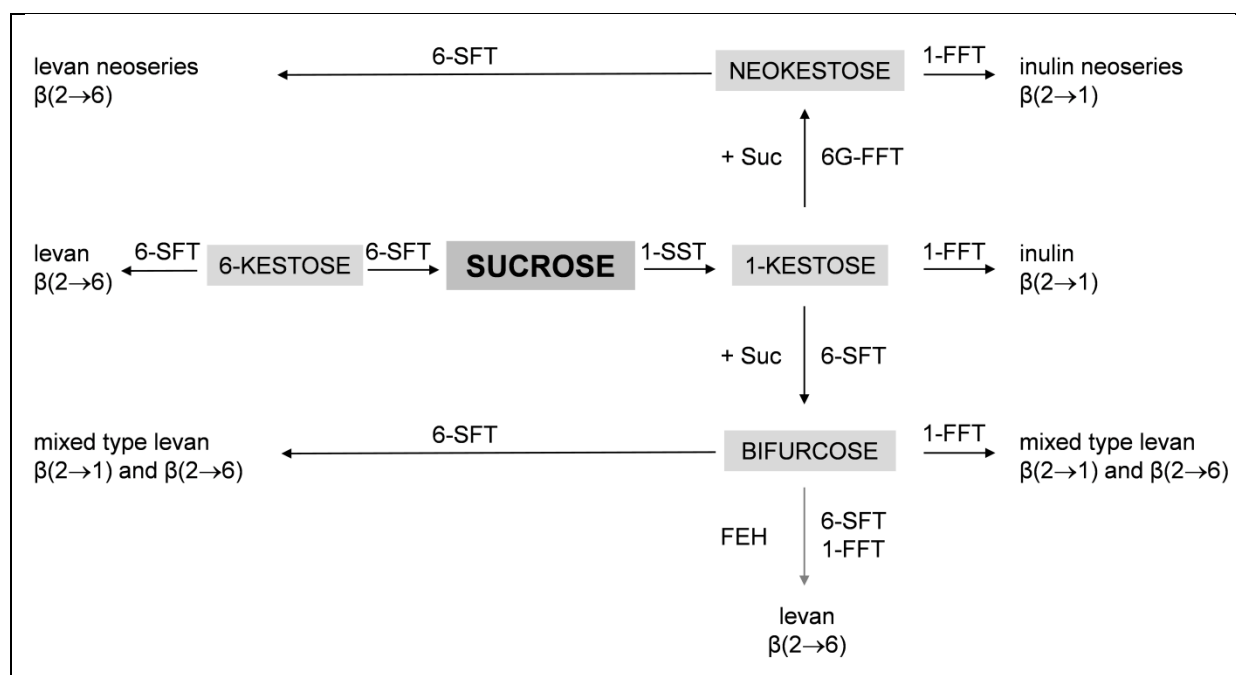 6-SFT
1-FFT
levan neoseries
β(2→6)
NEOKESTOSE
inulin neoseries
β(2→1)
+ Suc
6G-FFT
6-SFT
6-SFT
1-SST
1-FFT
levan
β(2→6)
6-KESTOSE
SUCROSE
1-KESTOSE
inulin
β(2→1)
+ Suc
6-SFT
6-SFT
1-FFT
mixed type levan
β(2→1) and β(2→6)
BIFURCOSE
mixed type levan
β(2→1) and β(2→6)
FEH
6-SFT
1-FFT
levan
β(2→6)